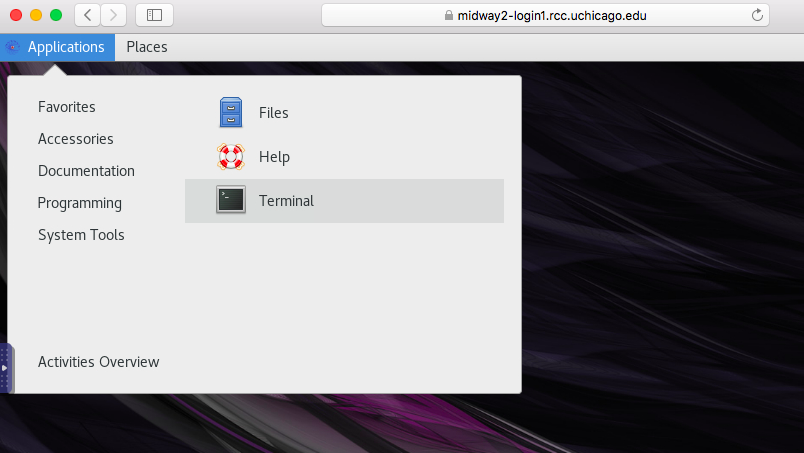 midway2-login1.rcc.uchicago.edu
Applications Places
Favorites
Accessories
Documentation
Programming
System Tools
Activities Overview
Files
Help
Terminal